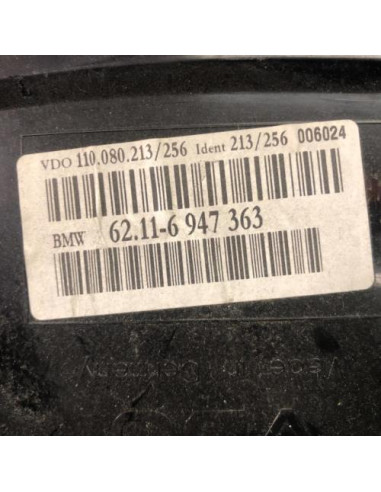 VDO 110.080.213/256 Ident 213/256 006024
BMW 62.11-6 947 363